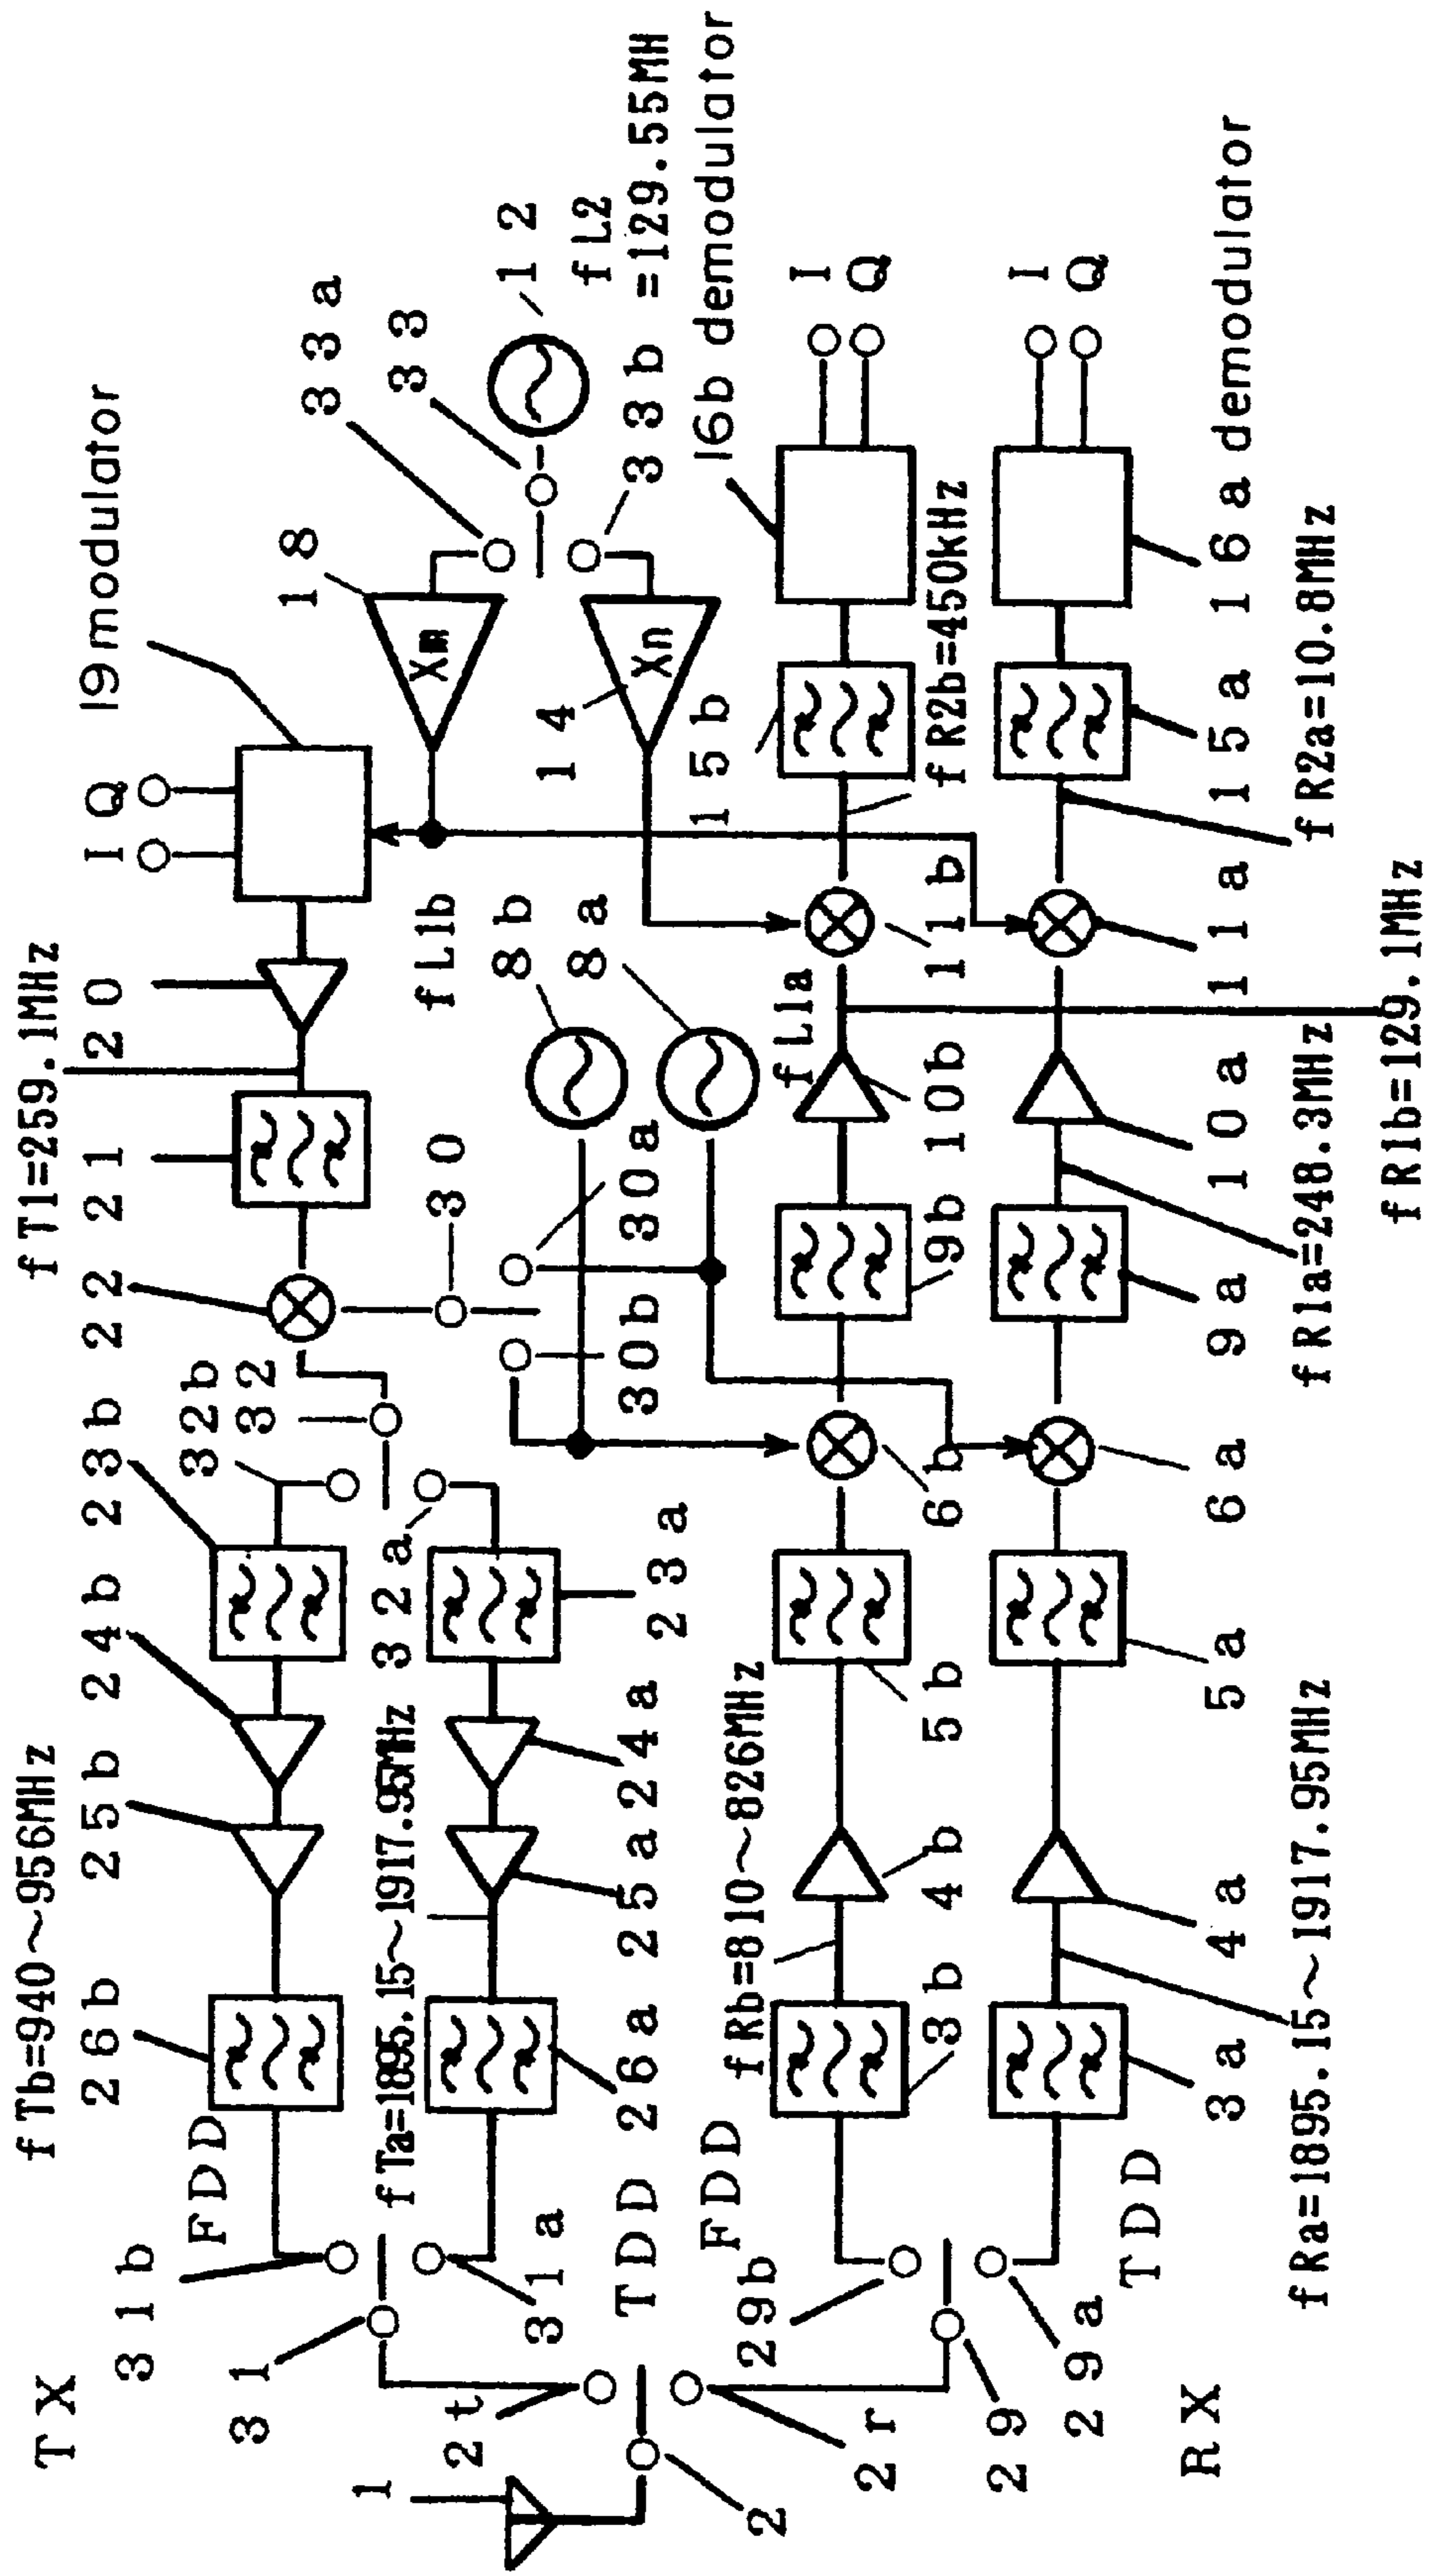 TX
31b
31
2t
1
2
31a
TDD
FDD
fTb=940~956MHz
26b
25b
24b
23b
32b
32
22
21
20
fT1=259.1MHz
I Q
19 modulator
fTa=1895.15~1917.95MHz
26a
25a
24a
23a
32a
30
30a
30b
fL1b
8b
8a
fL1a
18
Xm
Xn
14
33a
33
33b
12
fL2
=129.55MH
FDD
29b
2r
29
29a
RX
TDD
fRb=810~826MHz
3b
4b
5b
6b
9b
10b
11b
15b
fR2b=450kHz
16b demodulator
I
Q
fRa=1895.15~1917.95MHz
3a
4a
5a
6a
9a
fR1a=248.3MHz
10a
fR1b=129.1MHz
11a
15a
fR2a=10.8MHz
16a demodulator
I
Q